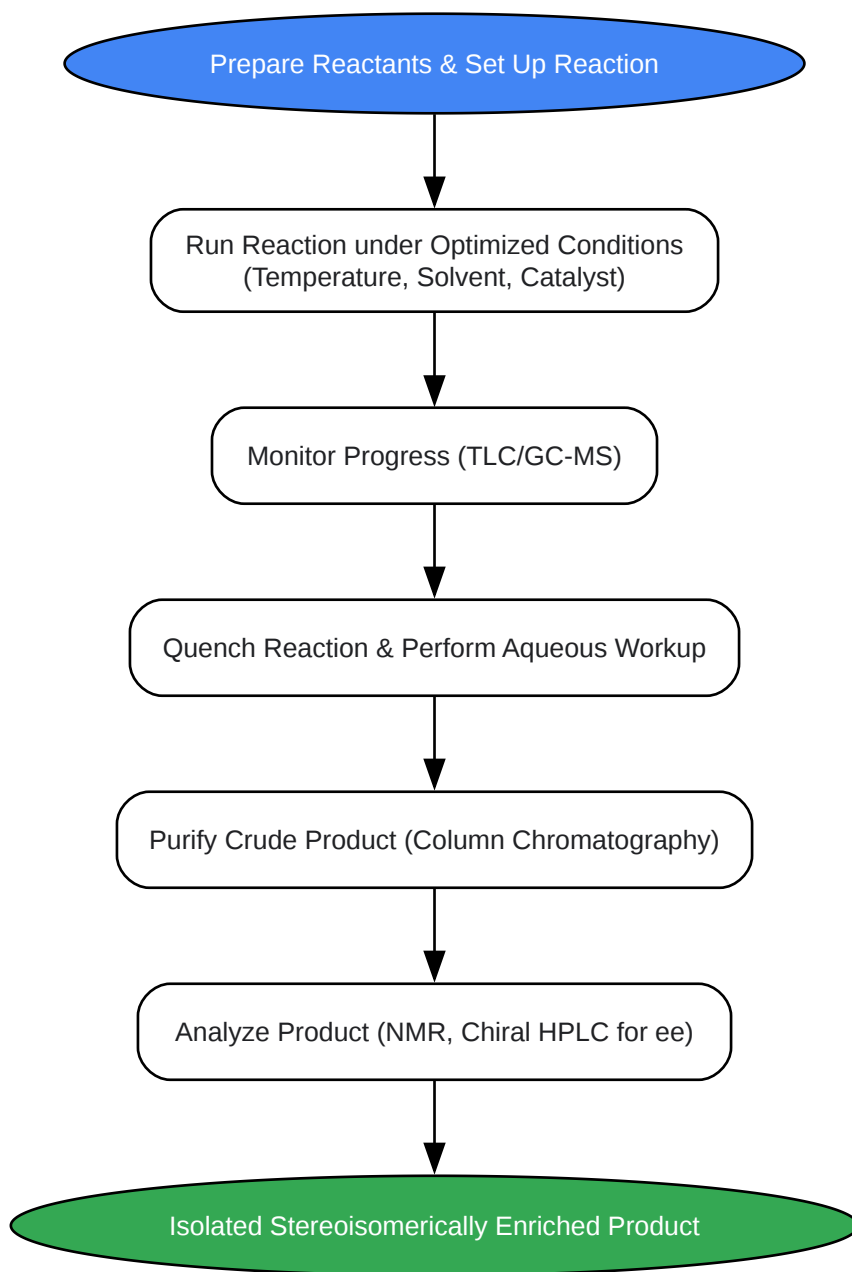 Prepare Reactants & Set Up Reaction
Run Reaction under Optimized Conditions
(Temperature, Solvent, Catalyst)
Monitor Progress (TLC/GC-MS)
Quench Reaction & Perform Aqueous Workup
Purify Crude Product (Column Chromatography)
Analyze Product (NMR, Chiral HPLC for ee)
Isolated Stereoisomerically Enriched Product